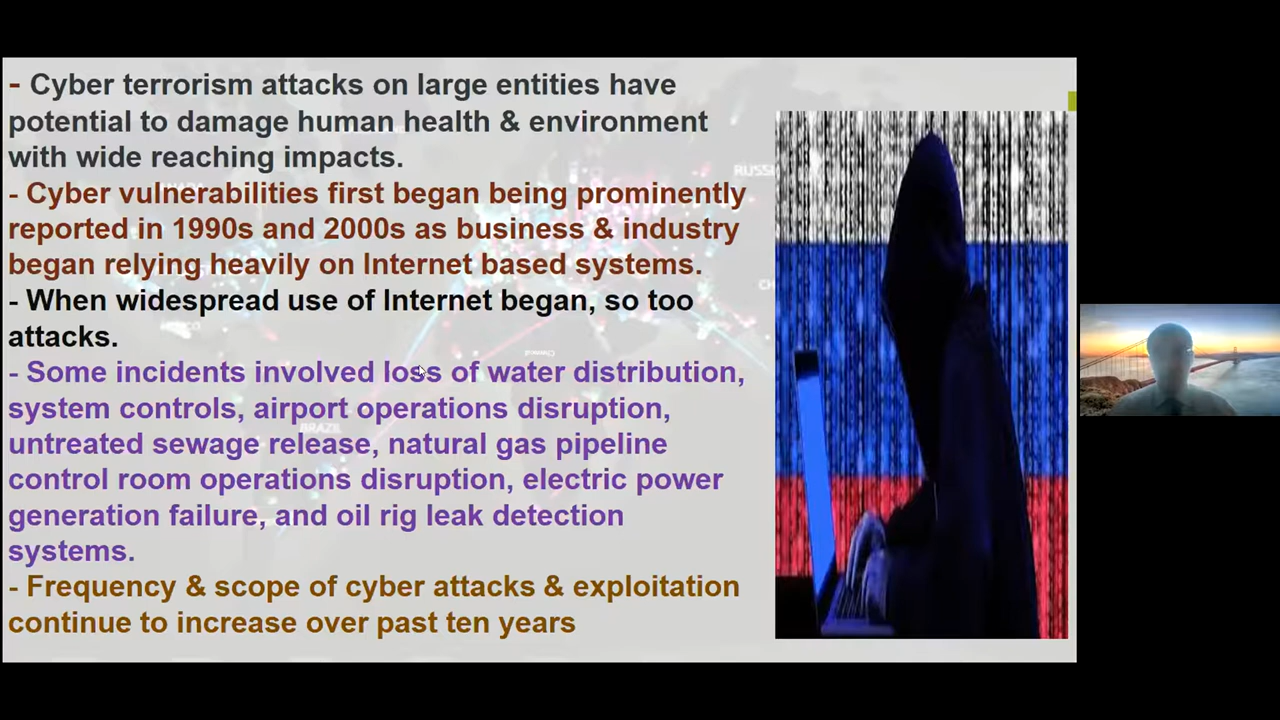 - Cyber terrorism attacks on large entities have
potential to damage human health & environment
with wide reaching impacts.
- Cyber vulnerabilities first began being prominently
reported in 1990s and 2000s as business & industry
began relying heavily on Internet based systems.
- When widespread use of Internet began, so too
attacks.
- Some incidents involved loss of water distribution,
system controls, airport operations disruption,
untreated sewage release, natural gas pipeline
control room operations disruption, electric power
generation failure, and oil rig leak detection
systems.
- Frequency & scope of cyber attacks & exploitation
continue to increase over past ten years
RUSSIA
BRAZIL